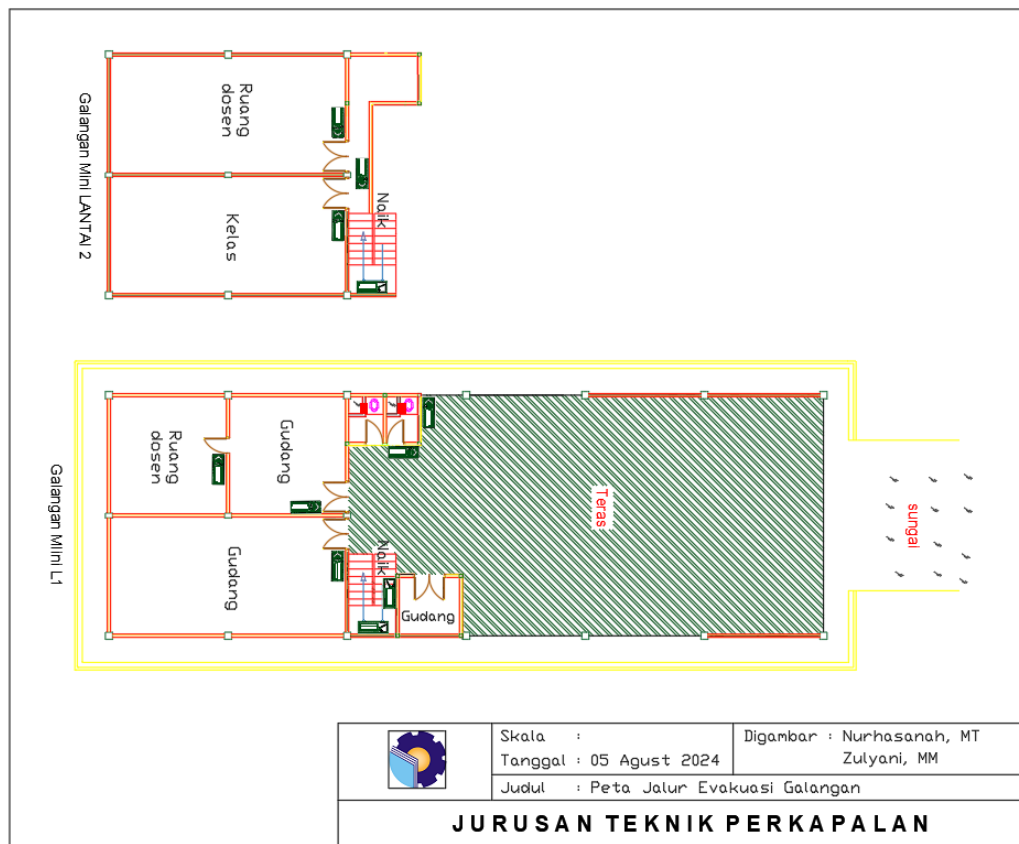 Galangan Mini LANTAI 2
Ruang
dosen
Kelas
Naik
Galangan MIini L1
Ruang
dosen
Gudang
Gudang
Naik
Gudang
Teras
sungai
Skala :
Tanggal : 05 Agust 2024
Digambar : Nurhasanah, MT
Zulyani, MM
Judul : Peta Jalur Evakuasi Galangan
JURUSAN TEKNIK PERKAPALAN